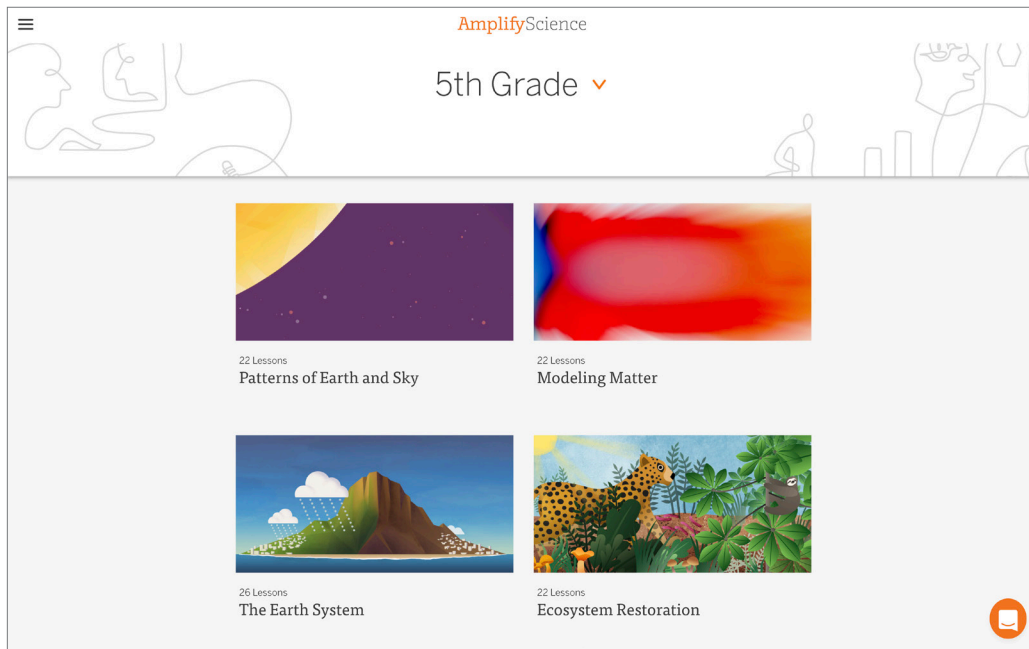 AmplifyScience
5th Grade
22 Lessons
Patterns of Earth and Sky
22 Lessons
Modeling Matter
26 Lessons
The Earth System
22 Lessons
Ecosystem Restoration